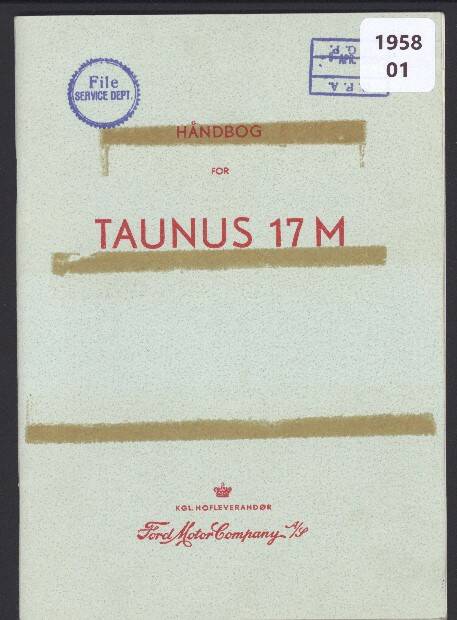 1958
01
File
SERVICE DEPT.
P. A.
HÅNDBOG
FOR
TAUNUS 17 M
KGL. HOFLEVERANDØR
Ford Motor Company A/S